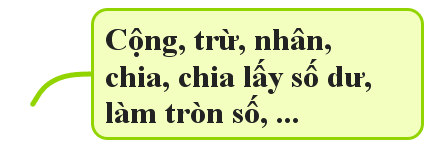 Cộng, trừ, nhân,
chia, chia lấy số dư,
làm tròn số, ...